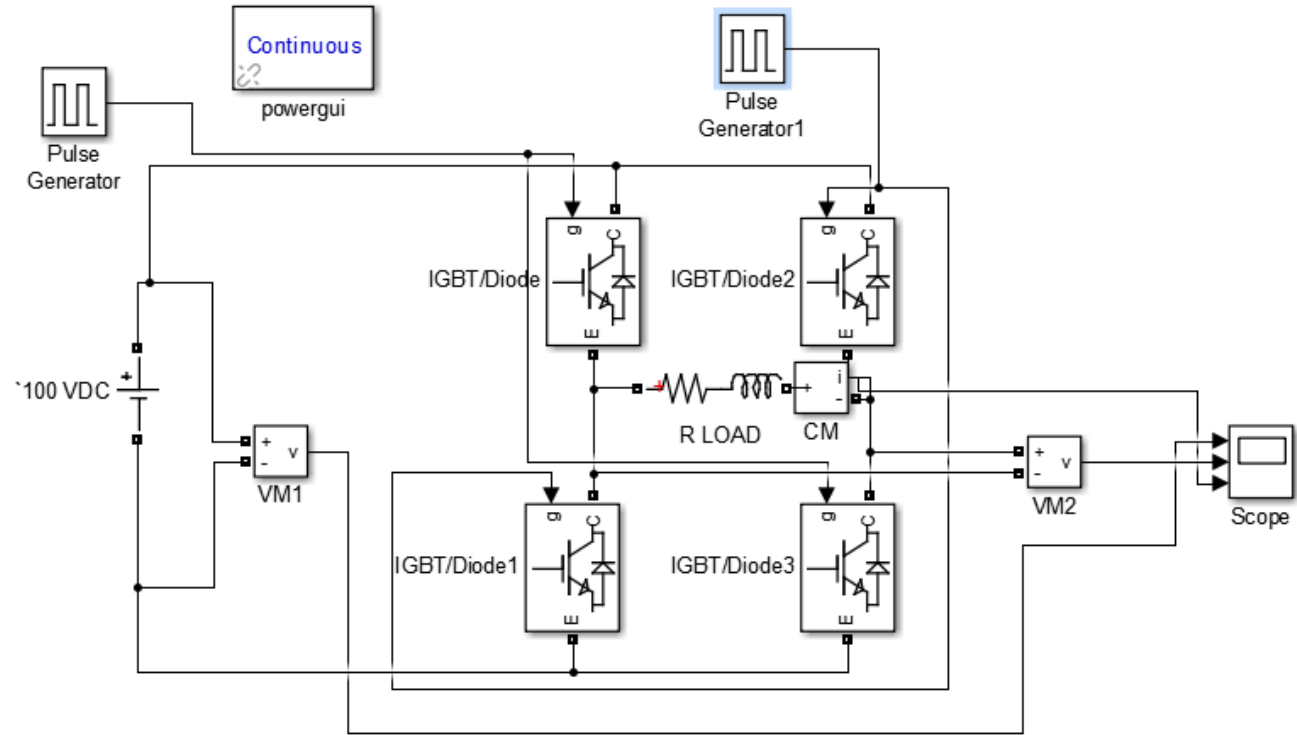 Continuous
powergui
Pulse
Generator
Pulse
Generator1
g
C
IGBT/Diode
E
g
C
IGBT/Diode2
E
+
`100 VDC
+
-
v
VM1
+
R LOAD
+
i
-
CM
+
-
v
VM2
Scope
g
C
IGBT/Diode1
E
g
C
IGBT/Diode3
E